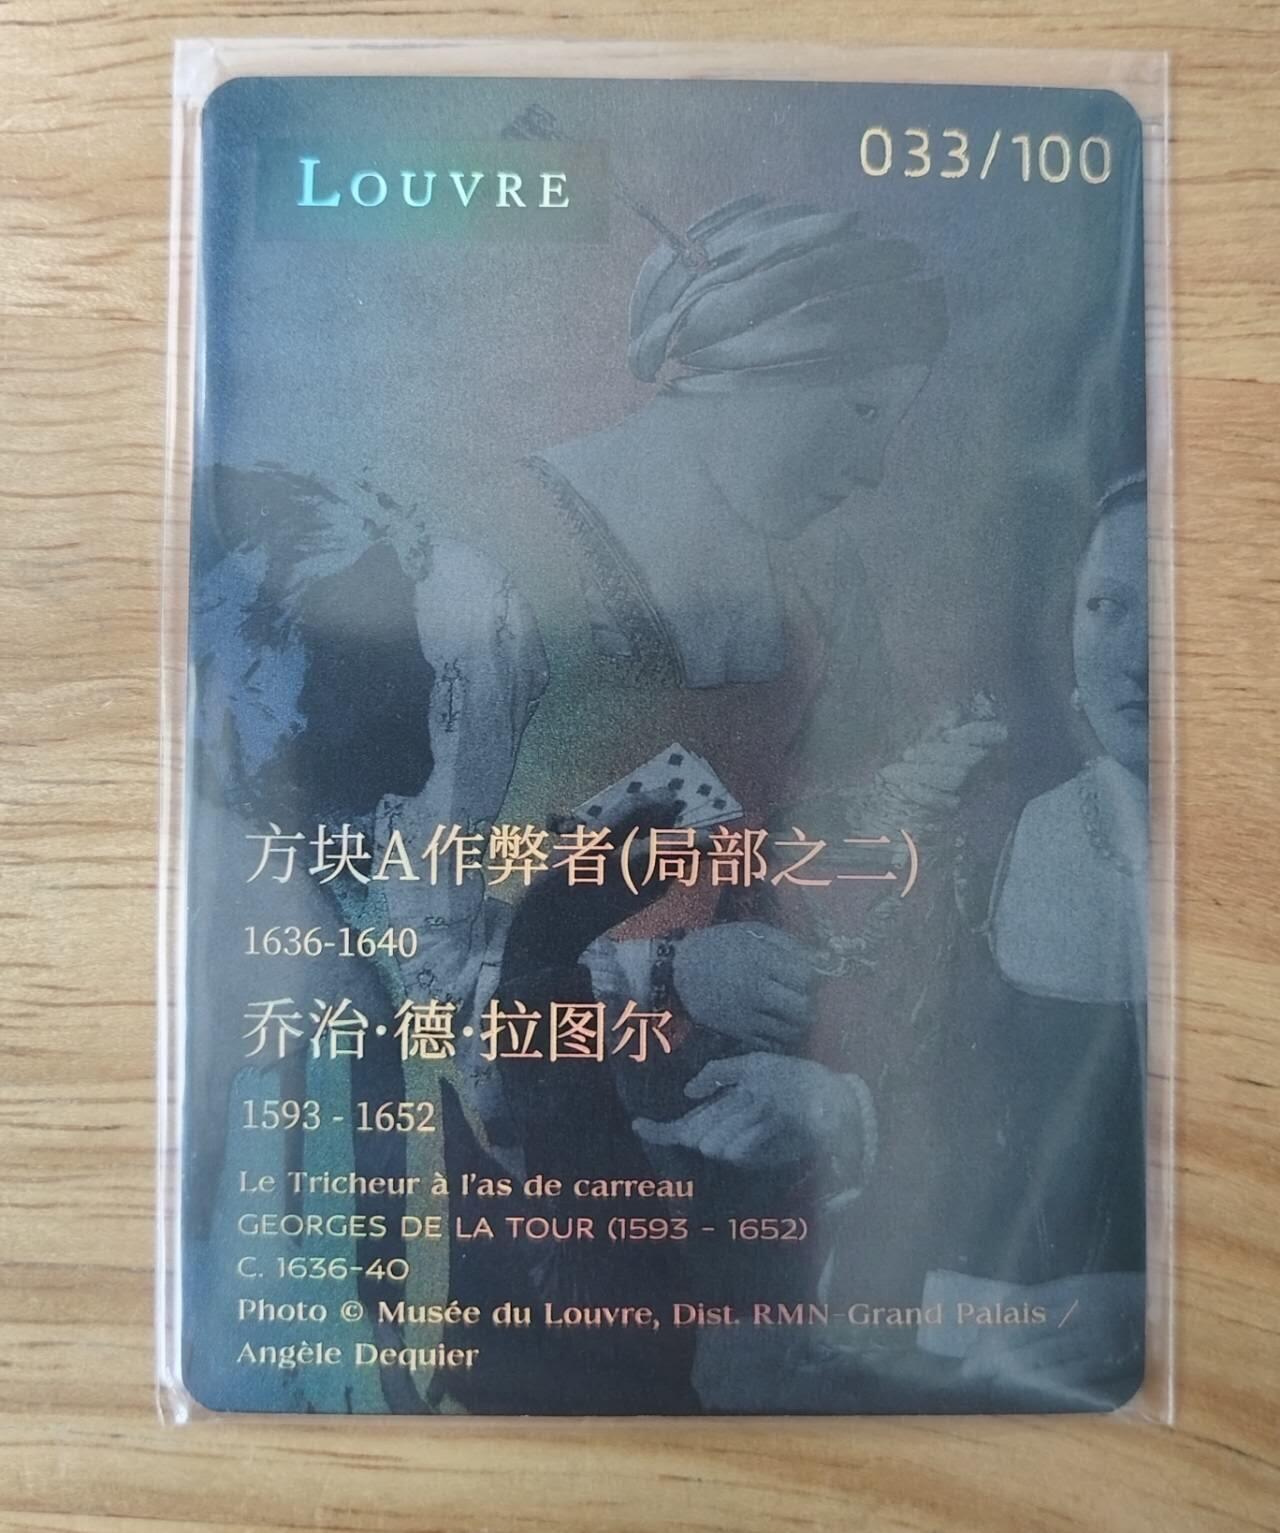 LOUVRE
033/100
方块A作弊者(局部之二)
1636-1640
乔治·德·拉图尔
1593 - 1652
Le Tricheur à l'as de carreau
GEORGES DE LA TOUR (1593 - 1652)
C. 1636-40
Photo © Musée du Louvre, Dist. RMN-Grand Palais /
Angèle Dequier